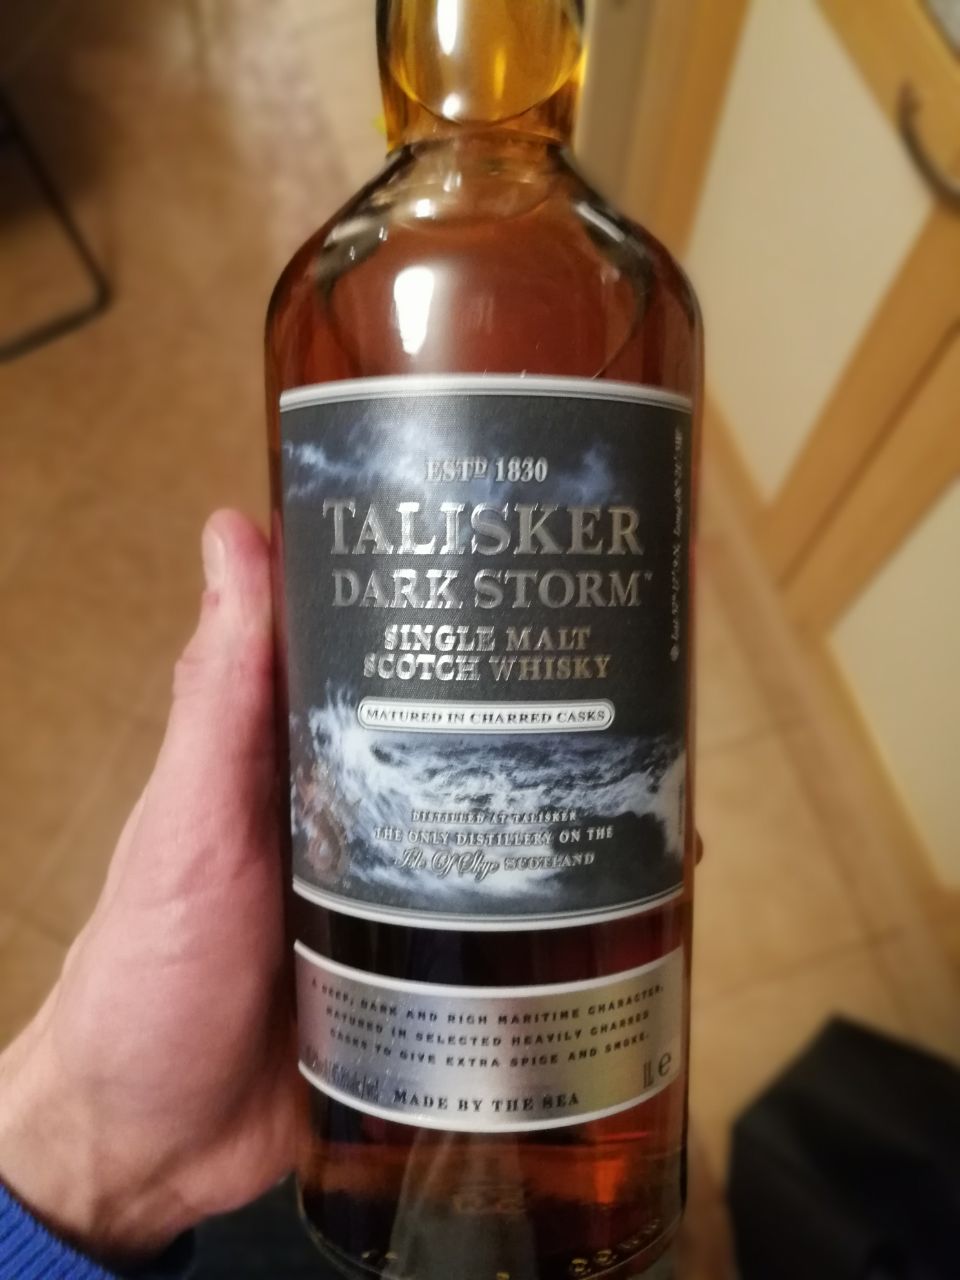 ESTD 1830
TALISKER
DARK STORM™
SINGLE MALT
SCOTCH WHISKY
MATURED IN CHARRED CASKS
DISTILLED AT TALISKER
THE ONLY DISTILLERY ON THE
Isle Of Skye SCOTLAND
A DEEP, DARK AND RICH MARITIME CHARACTER,
MATURED IN SELECTED HEAVILY CHARRED
CASKS TO GIVE EXTRA SPICE AND SMOKE.
1L e
MADE BY THE SEA